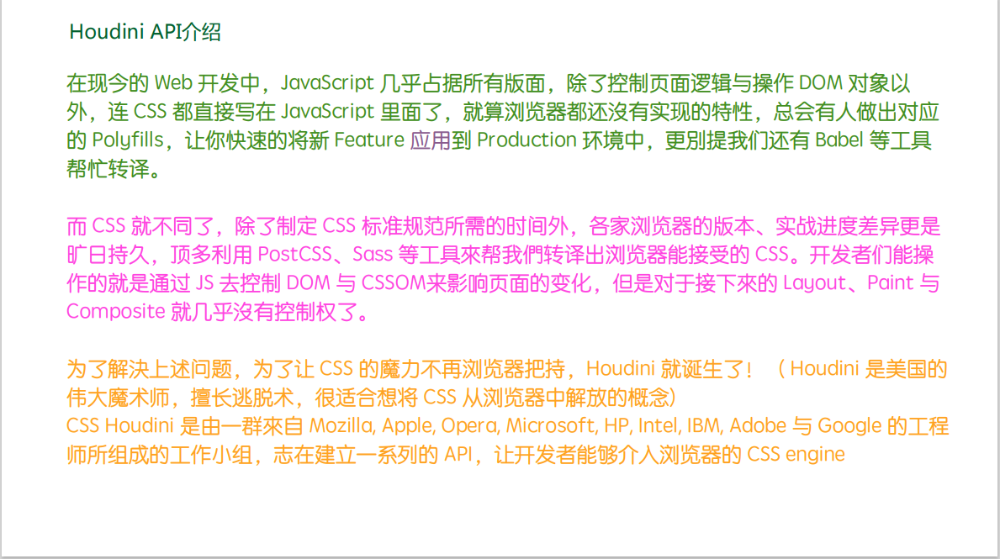 Houdini API介绍
在现今的 Web 开发中，JavaScript 几乎占据所有版面，除了控制页面逻辑与操作 DOM 对象以
外，连 CSS 都直接写在 JavaScript 里面了，就算浏览器都还沒有实现的特性，总会有人做出对应
的 Polyfills，让你快速的将新 Feature 应用到 Production 环境中，更別提我们还有 Babel 等工具
帮忙转译。
而 CSS 就不同了，除了制定 CSS 标准规范所需的时间外，各家浏览器的版本、实战进度差异更是
旷日持久，顶多利用 PostCSS、Sass 等工具來帮我們转译出浏览器能接受的 CSS。开发者们能操
作的就是通过 JS 去控制 DOM 与 CSSOM来影响页面的变化，但是对于接下來的 Layout、Paint 与
Composite 就几乎沒有控制权了。
为了解決上述问题，为了让 CSS 的魔力不再浏览器把持，Houdini 就诞生了！ （ Houdini 是美国的
伟大魔术师，擅长逃脱术，很适合想将 CSS 从浏览器中解放的概念）
CSS Houdini 是由一群來自 Mozilla, Apple, Opera, Microsoft, HP, Intel, IBM, Adobe 与 Google 的工程
师所组成的工作小组，志在建立一系列的 API，让开发者能够介入浏览器的 CSS engine